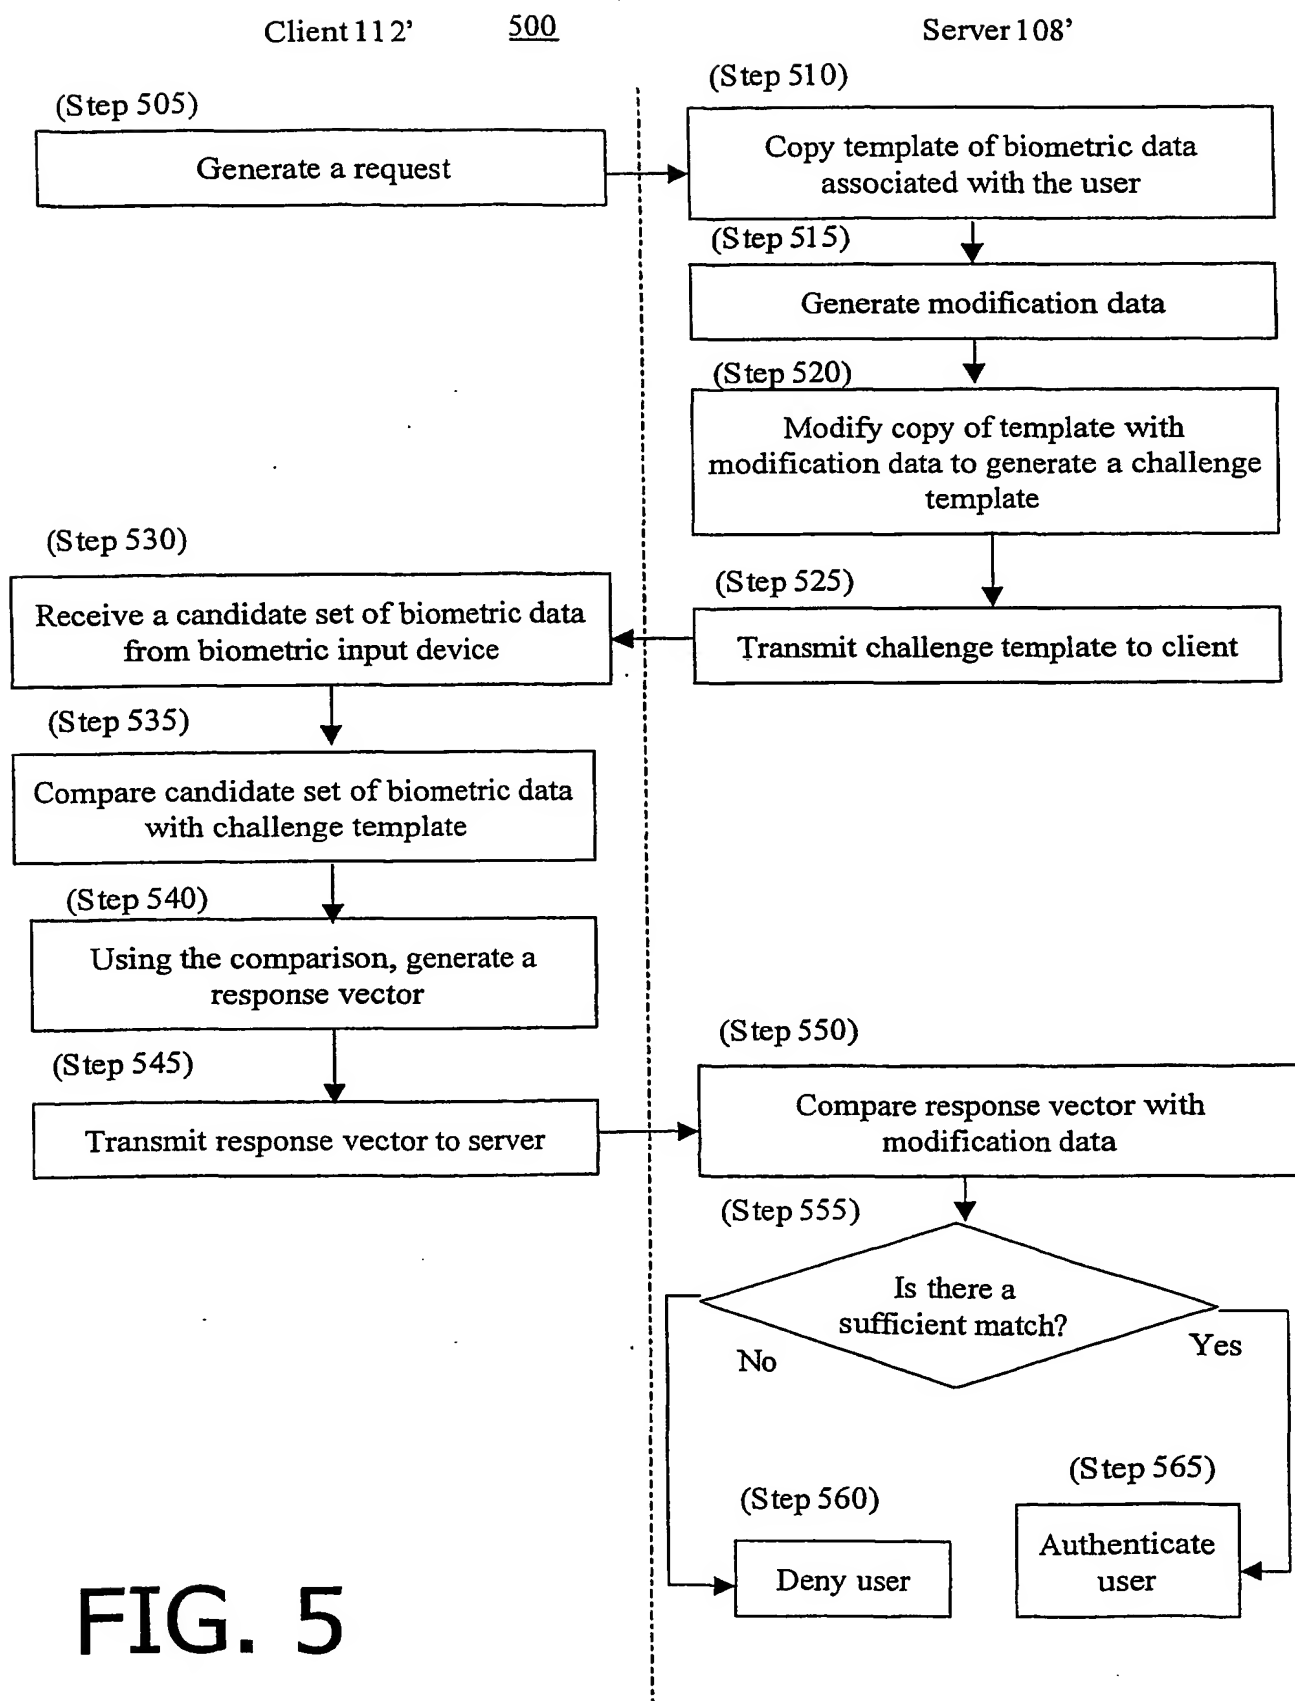 Client 112' 500 Server 108'
(Step 505)
Generate a request
(Step 510)
Copy template of biometric data
associated with the user
(Step 515)
Generate modification data
(Step 520)
Modify copy of template with
modification data to generate a challenge
template
(Step 525)
Transmit challenge template to client
(Step 530)
Receive a candidate set of biometric data
from biometric input device
(Step 535)
Compare candidate set of biometric data
with challenge template
(Step 540)
Using the comparison, generate a
response vector
(Step 545)
Transmit response vector to server
(Step 550)
Compare response vector with
modification data
(Step 555)
Is there a
sufficient match?
No
Yes
(Step 560)
Deny user
(Step 565)
Authenticate
user
FIG. 5